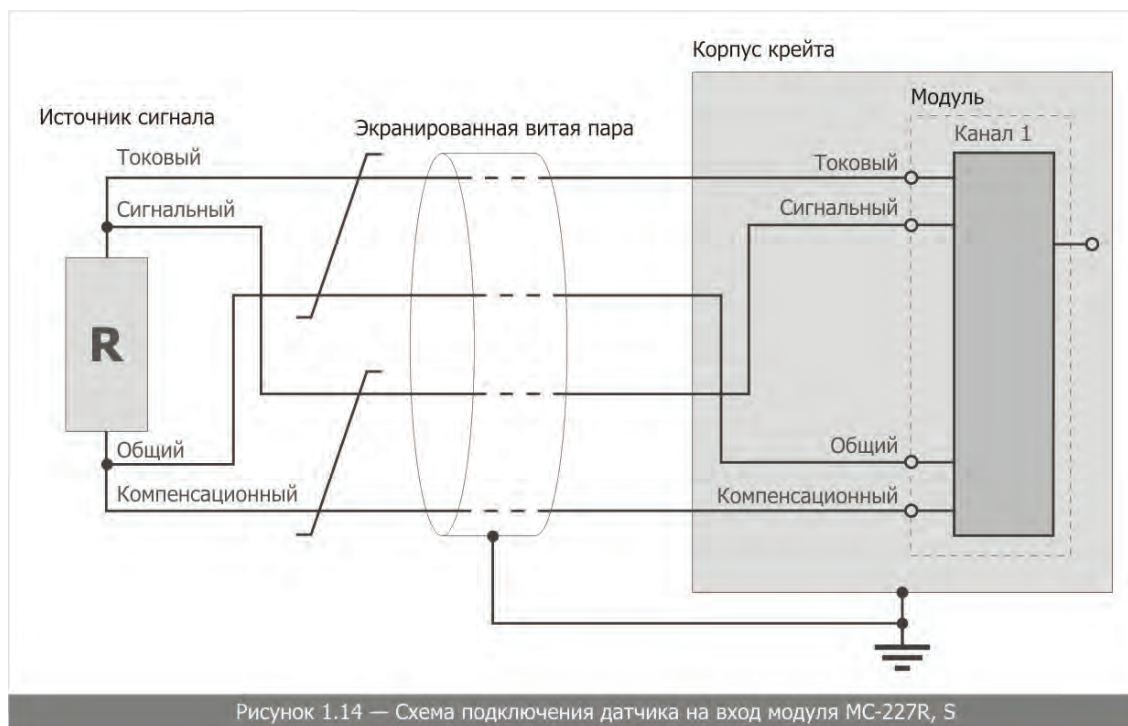 Корпус крейта
Источник сигнала
Экранированная витая пара
Модуль
Канал 1
Токовый
Токовый
Сигнальный
Сигнальный
R
Общий
Общий
Компенсационный
Компенсационный
Рисунок 1.14 — Схема подключения датчика на вход модуля МС-227R, S